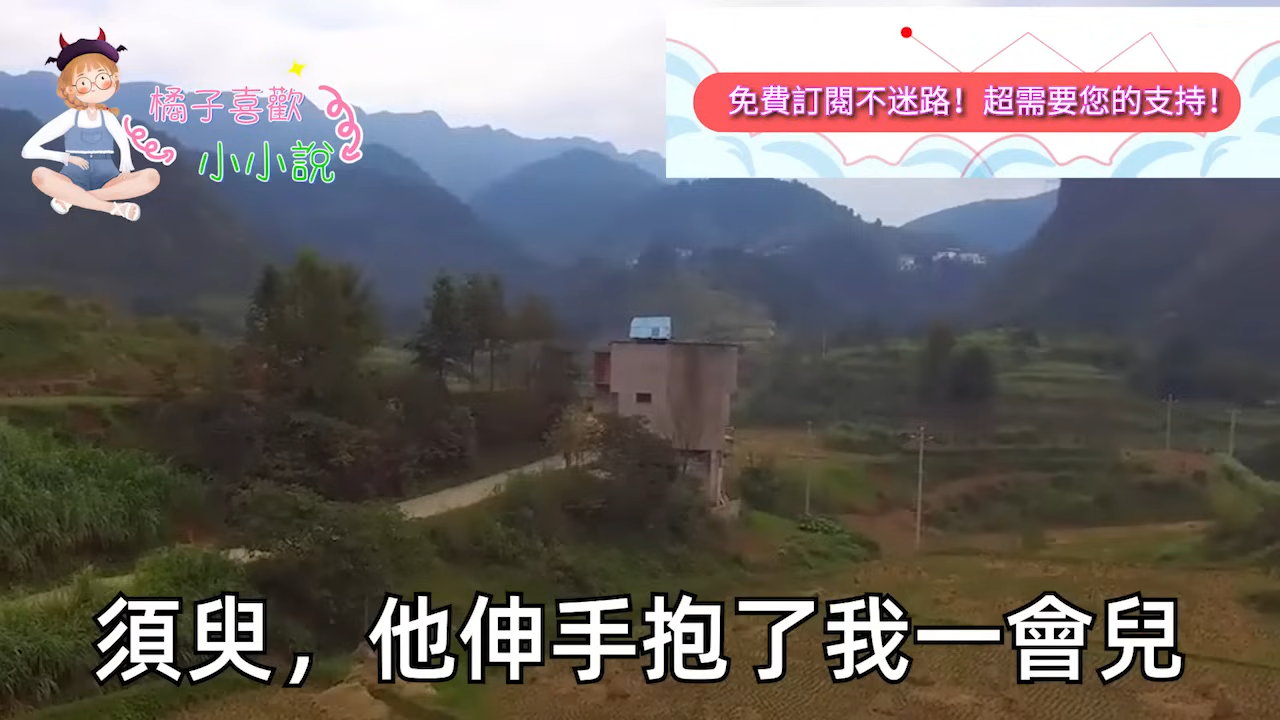 橘子喜歡
小小說
免費訂閱不迷路！超需要您的支持！
須臾，他伸手抱了我一會兒